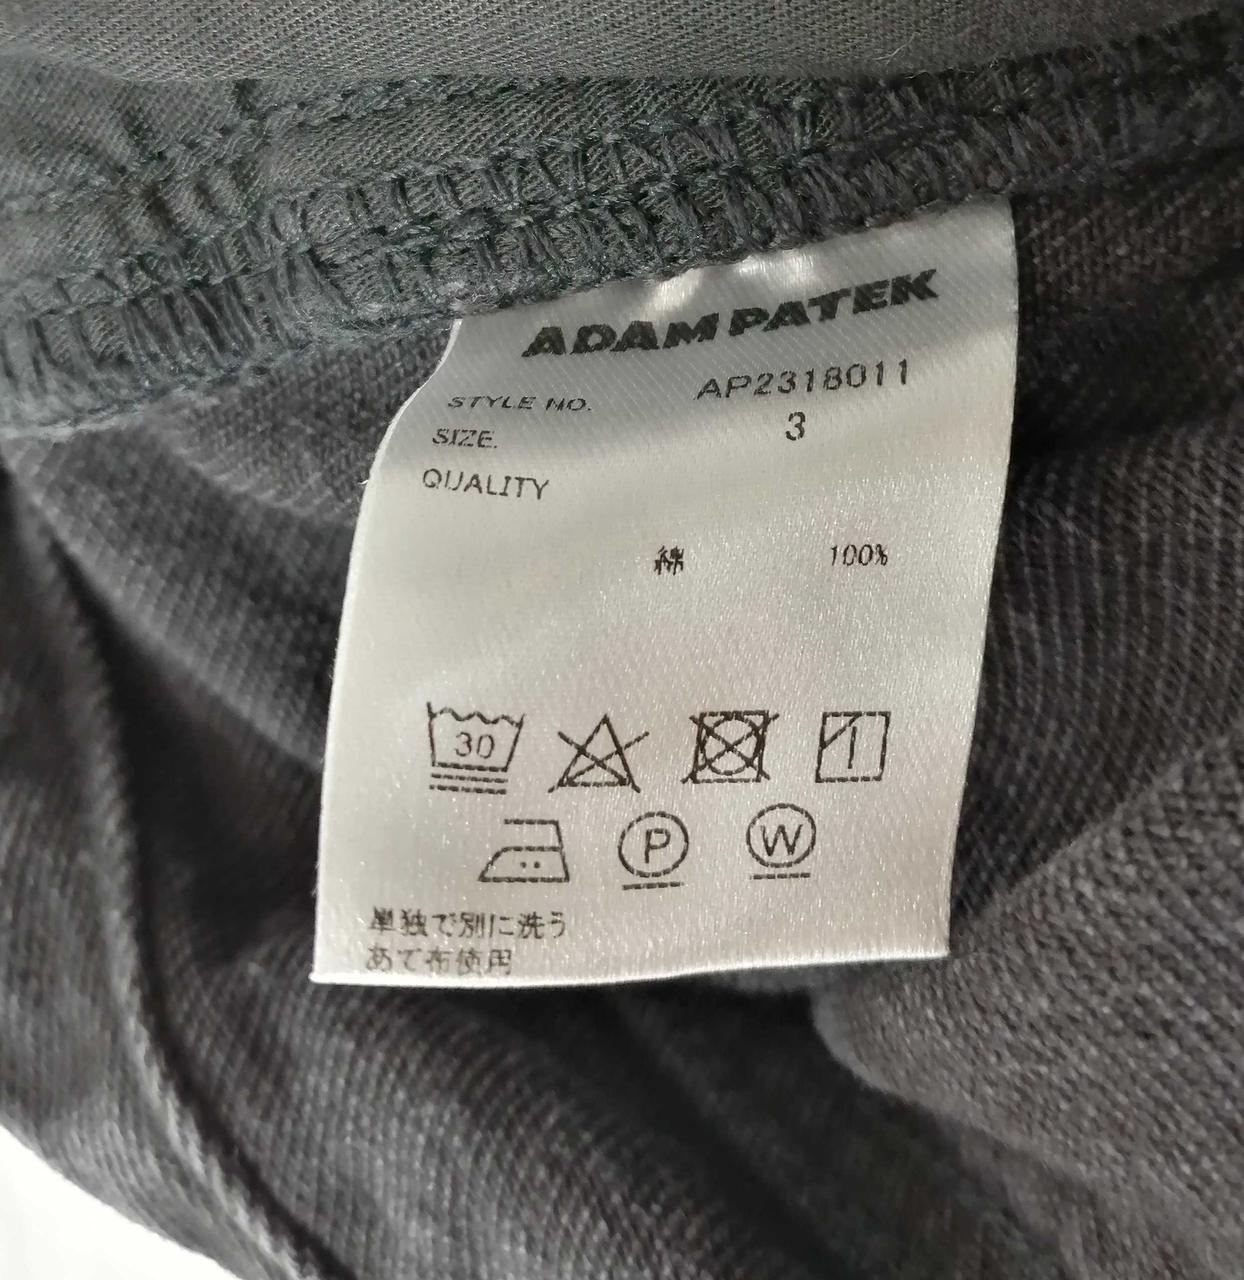 ADAM PATEK
STYLE NO. AP2318011
SIZE. 3
QUALITY
綿 100%
30
P W
単独で別に洗う
あて布使用